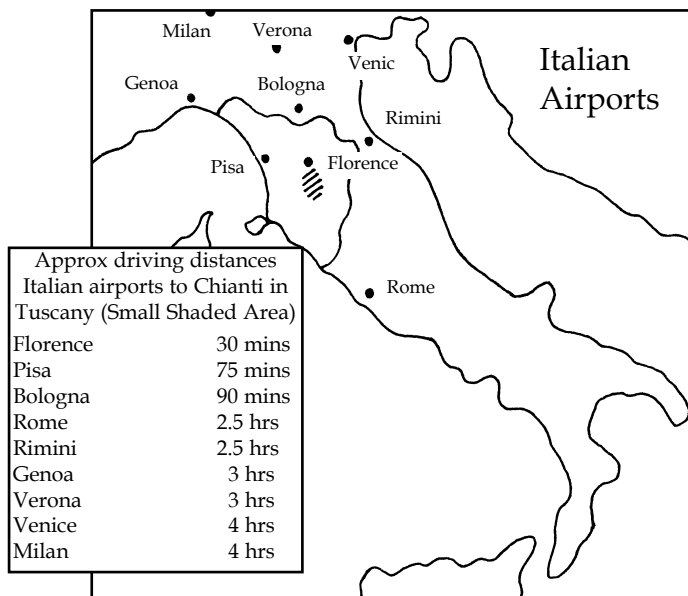 Milan
Verona
Venic
Italian
Airports
Genoa
Bologna
Rimini
Pisa
Florence
Rome
Approx driving distances
Italian airports to Chianti in
Tuscany (Small Shaded Area)
Florence 30 mins
Pisa 75 mins
Bologna 90 mins
Rome 2.5 hrs
Rimini 2.5 hrs
Genoa 3 hrs
Verona 3 hrs
Venice 4 hrs
Milan 4 hrs